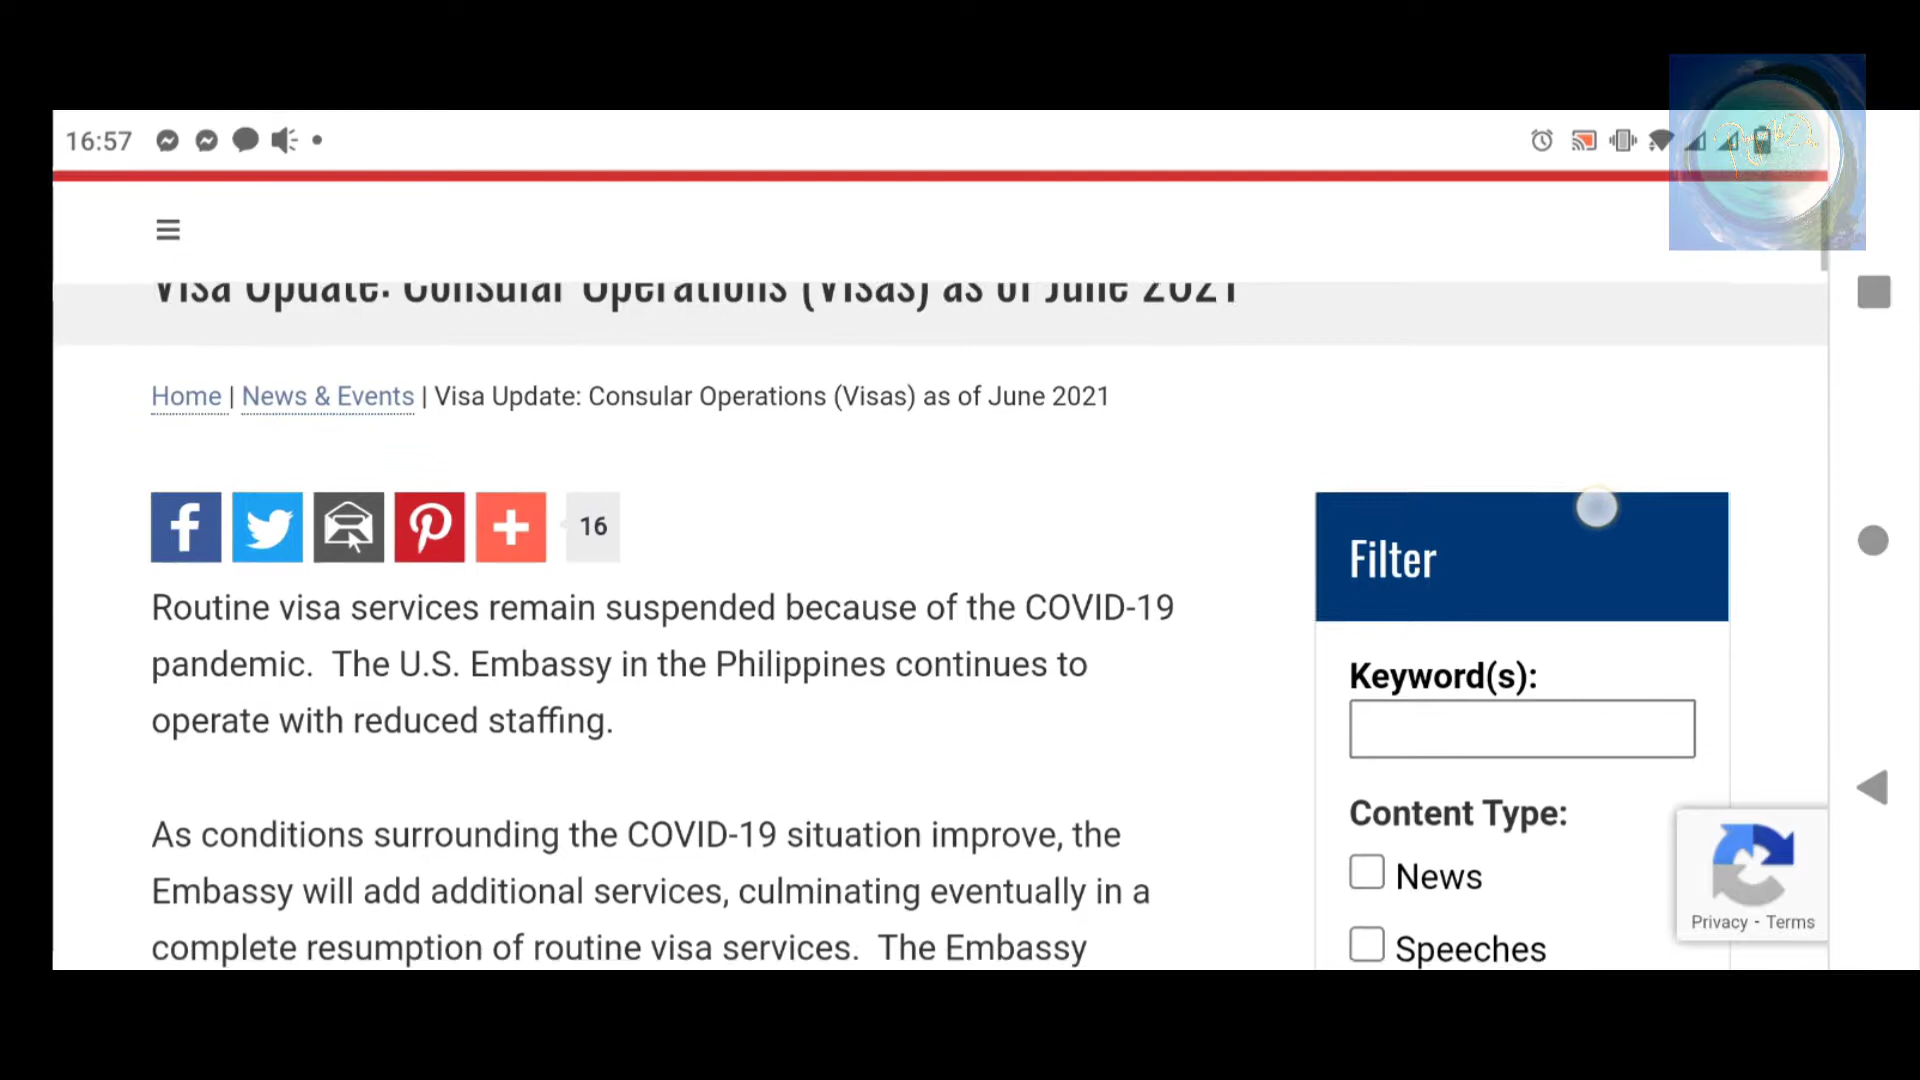 16:57
Visa Update: Consular Operations (Visas) as of June 2021
Home | News & Events | Visa Update: Consular Operations (Visas) as of June 2021
16
Filter
Routine visa services remain suspended because of the COVID-19
pandemic. The U.S. Embassy in the Philippines continues to
operate with reduced staffing.
Keyword(s):
As conditions surrounding the COVID-19 situation improve, the
Embassy will add additional services, culminating eventually in a
complete resumption of routine visa services. The Embassy
Content Type:
News
Speeches
Privacy - Terms